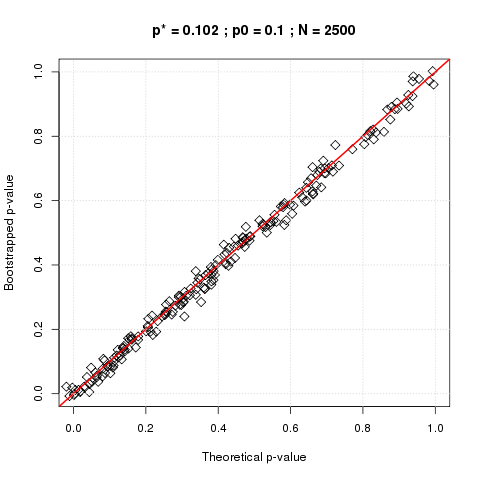 p* = 0.102 ; p0 = 0.1 ; N = 2500
1.0
0.8
0.6
0.4
0.2
0.0
Bootstrapped p-value
0.0 0.2 0.4 0.6 0.8 1.0
Theoretical p-value